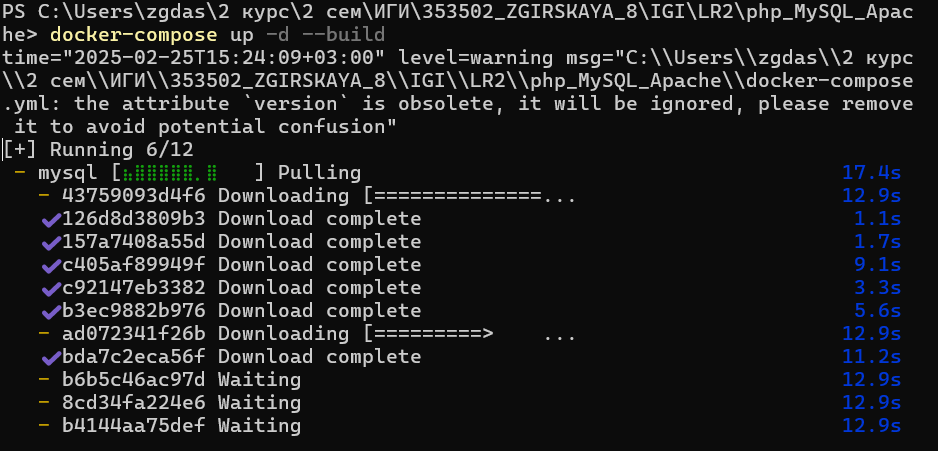 PS C:\Users\zgdas\2 курс\2 сем\ИГИ\353502_ZGIRSKAYA_8\IGI\LR2\php_MySQL_Apac
he> docker-compose up -d --build
time="2025-02-25T15:24:09+03:00" level=warning msg="C:\\Users\\zgdas\\2 курс
\\2 сем\\ИГИ\\353502_ZGIRSKAYA_8\\IGI\\LR2\\php_MySQL_Apache\\docker-compose
.yml: the attribute `version` is obsolete, it will be ignored, please remove
it to avoid potential confusion"
[+] Running 6/12
- mysql [⣦⣿⣿⣿⣿⣿⡀⣿   ] Pulling 17.4s
- 43759093d4f6 Downloading [==============... 12.9s
✔126d8d3809b3 Download complete 1.1s
✔157a7408a55d Download complete 1.7s
✔c405af89949f Download complete 9.1s
✔c92147eb3382 Download complete 3.3s
✔b3ec9882b976 Download complete 5.6s
- ad072341f26b Downloading [=========>    ... 12.9s
✔bda7c2eca56f Download complete 11.2s
- b6b5c46ac97d Waiting 12.9s
- 8cd34fa224e6 Waiting 12.9s
- b4144aa75def Waiting 12.9s